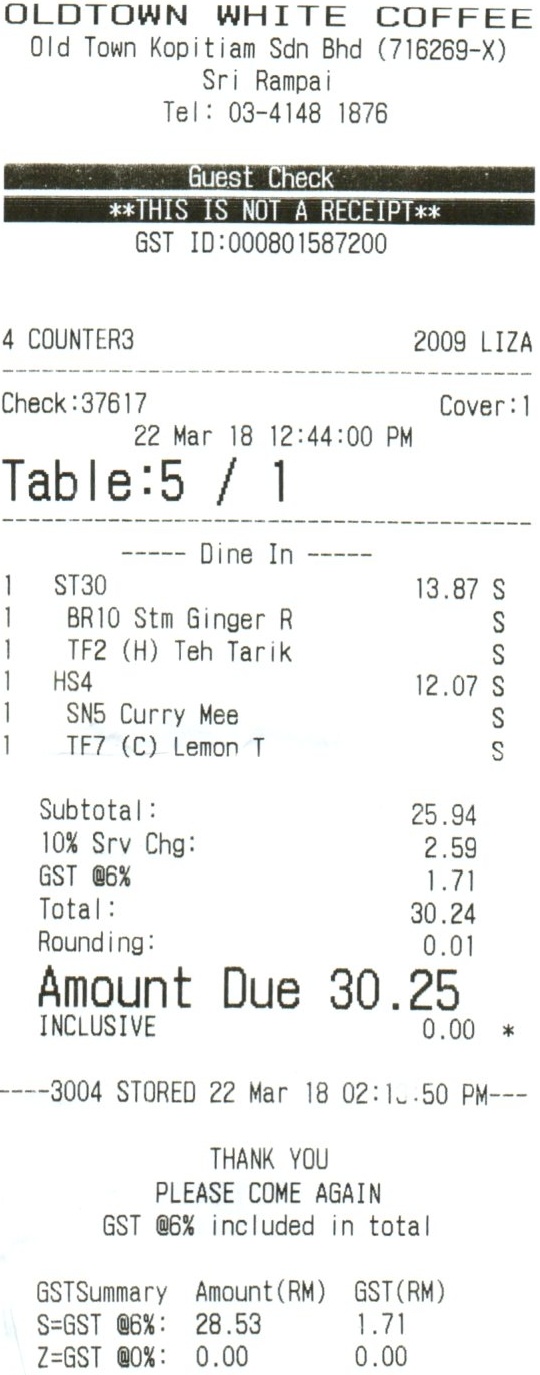 OLDTOWN WHITE COFFEE
Old Town Kopitiam Sdn Bhd (716269-X)
Sri Rampai
Tel: 03-4148 1876
Guest Check
**THIS IS NOT A RECEIPT**
GST ID:000801587200
4 COUNTER3 2009 LIZA
Check:37617 Cover:1
22 Mar 18 12:44:00 PM
Table:5 / 1
----- Dine In -----
1 ST30 13.87 S
1 BR10 Stm Ginger R S
1 TF2 (H) Teh Tarik S
1 HS4 12.07 S
1 SN5 Curry Mee S
1 TF7 (C) Lemon T S
Subtotal: 25.94
10% Srv Chg: 2.59
GST @6% 1.71
Total: 30.24
Rounding: 0.01
Amount Due 30.25
INCLUSIVE 0.00 *
----3004 STORED 22 Mar 18 PM---
THANK YOU
PLEASE COME AGAIN
GST @6% included in total
GSTSummary Amount(RM) GST(RM)
S=GST @6%: 28.53 1.71
Z=GST @0%: 0.00 0.00